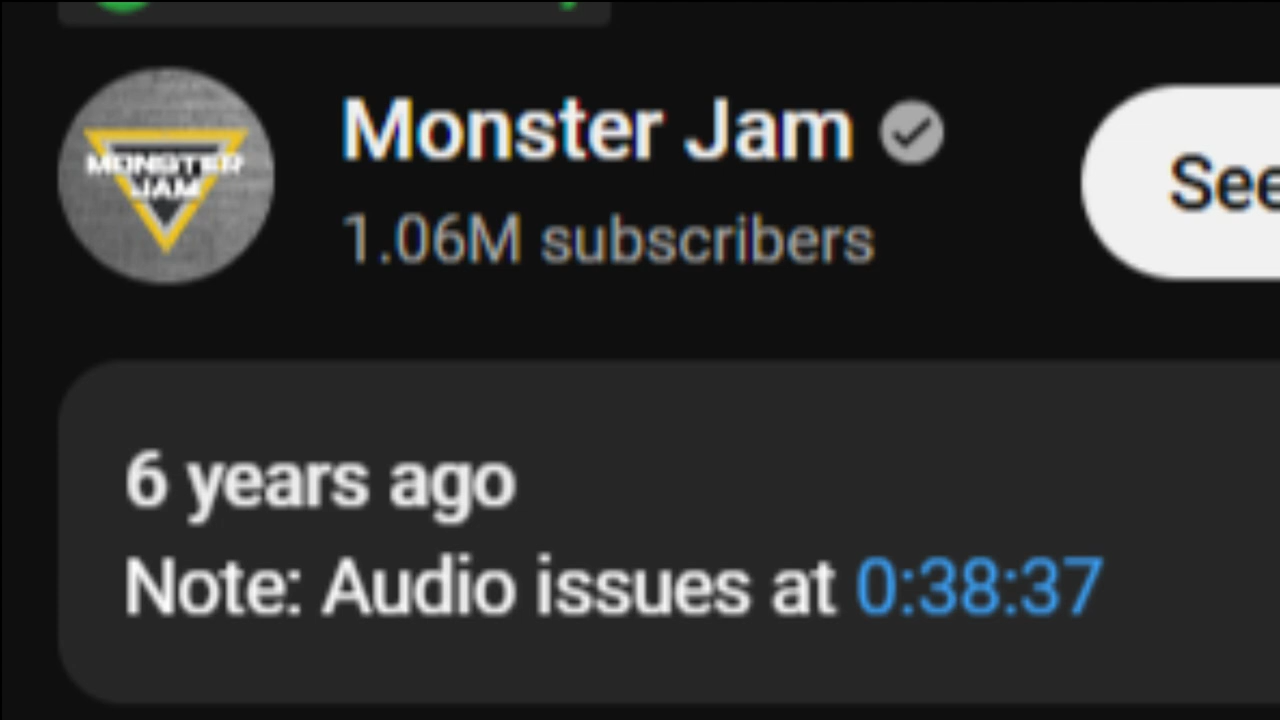 MONSTER
JAM
Monster Jam
1.06M subscribers
See
6 years ago
Note: Audio issues at 0:38:37